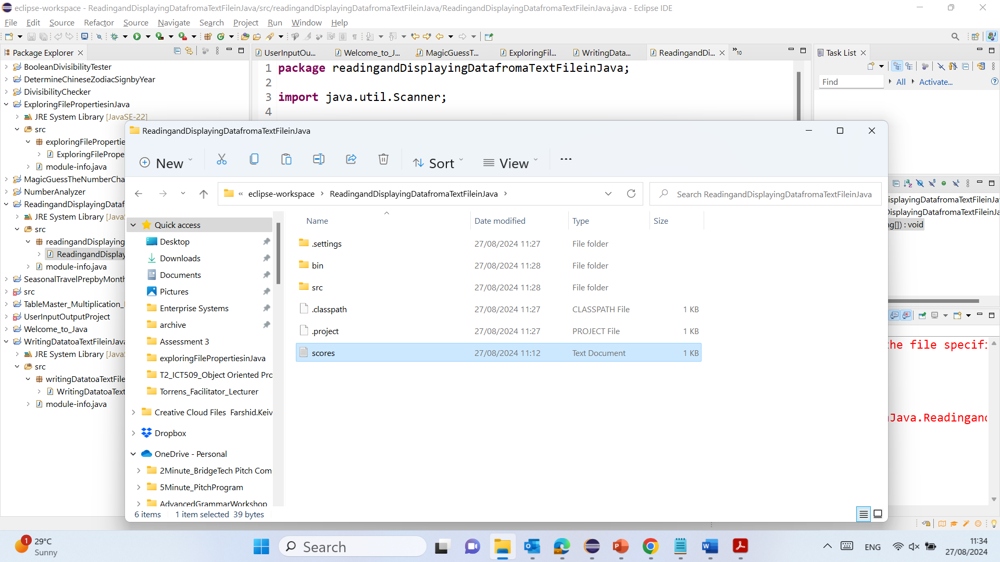 eclipse-workspace - ReadingandDisplayingDatafromaTextFileinJava/src/readingandDisplayingDatafromaTextFileinJava/ReadingandDisplayingDatafromaTextFileinJava.java - Eclipse IDE
File Edit Source Refactor Source Navigate Search Project Run Window Help
Package Explorer
BooleanDivisibilityTester
DetermineChineseZodiacSignbyYear
DivisibilityChecker
ExploringFilePropertiesinJava
JRE System Library [JavaSE-22]
src
exploringFilePropertie
ExploringFilePrope
module-info.java
MagicGuessTheNumberCha
NumberAnalyzer
ReadingandDisplayingDataf
JRE System Library [Java
src
readingandDisplaying
ReadingandDisplay
module-info.java
SeasonalTravelPrepbyMonth
src
TableMaster_Multiplication_
UserInputOutputProject
Welcome_to_Java
WritingDatatoaTextFileinJava
JRE System Library [Java
src
writingDatatoaTextFile
WritingDatatoaText
module-info.java
UserInputOu... Welcome_to_J... MagicGuessT... ExploringFil... WritingData... ReadingandDi... »10
1 package readingandDisplayingDatafromaTextFileinJava;
2
3 import java.util.Scanner;
4
Task List
Find All Activate...
isplayingDatafromaTextFileinJa
DisplayingDatafromaTextFileinJa
ng[]) : void
the file specifi
Java.Readingand
ReadingandDisplayingDatafromaTextFileinJava
New Sort View
« eclipse-workspace › ReadingandDisplayingDatafromaTextFileinJava › Search ReadingandDisplayingDatafromaTextFileinJava
Quick access
Desktop
Downloads
Documents
Pictures
Enterprise Systems
archive
Assessment 3
exploringFilePropertiesinJava
T2_ICT509_Object Oriented Pro
Torrens_Facilitator_Lecturer
Creative Cloud Files Farshid.Keiv
Dropbox
OneDrive - Personal
2Minute_BridgeTech Pitch Com
5Minute_PitchProgram
AdvancedGrammarWorkshop
Name Date modified Type Size
.settings 27/08/2024 11:27 File folder
bin 27/08/2024 11:28 File folder
src 27/08/2024 11:28 File folder
.classpath 27/08/2024 11:27 CLASSPATH File 1 KB
.project 27/08/2024 11:27 PROJECT File 1 KB
scores 27/08/2024 11:12 Text Document 1 KB
6 items 1 item selected 39 bytes
1 29°C
Sunny
Search
ENG
11:34
27/08/2024